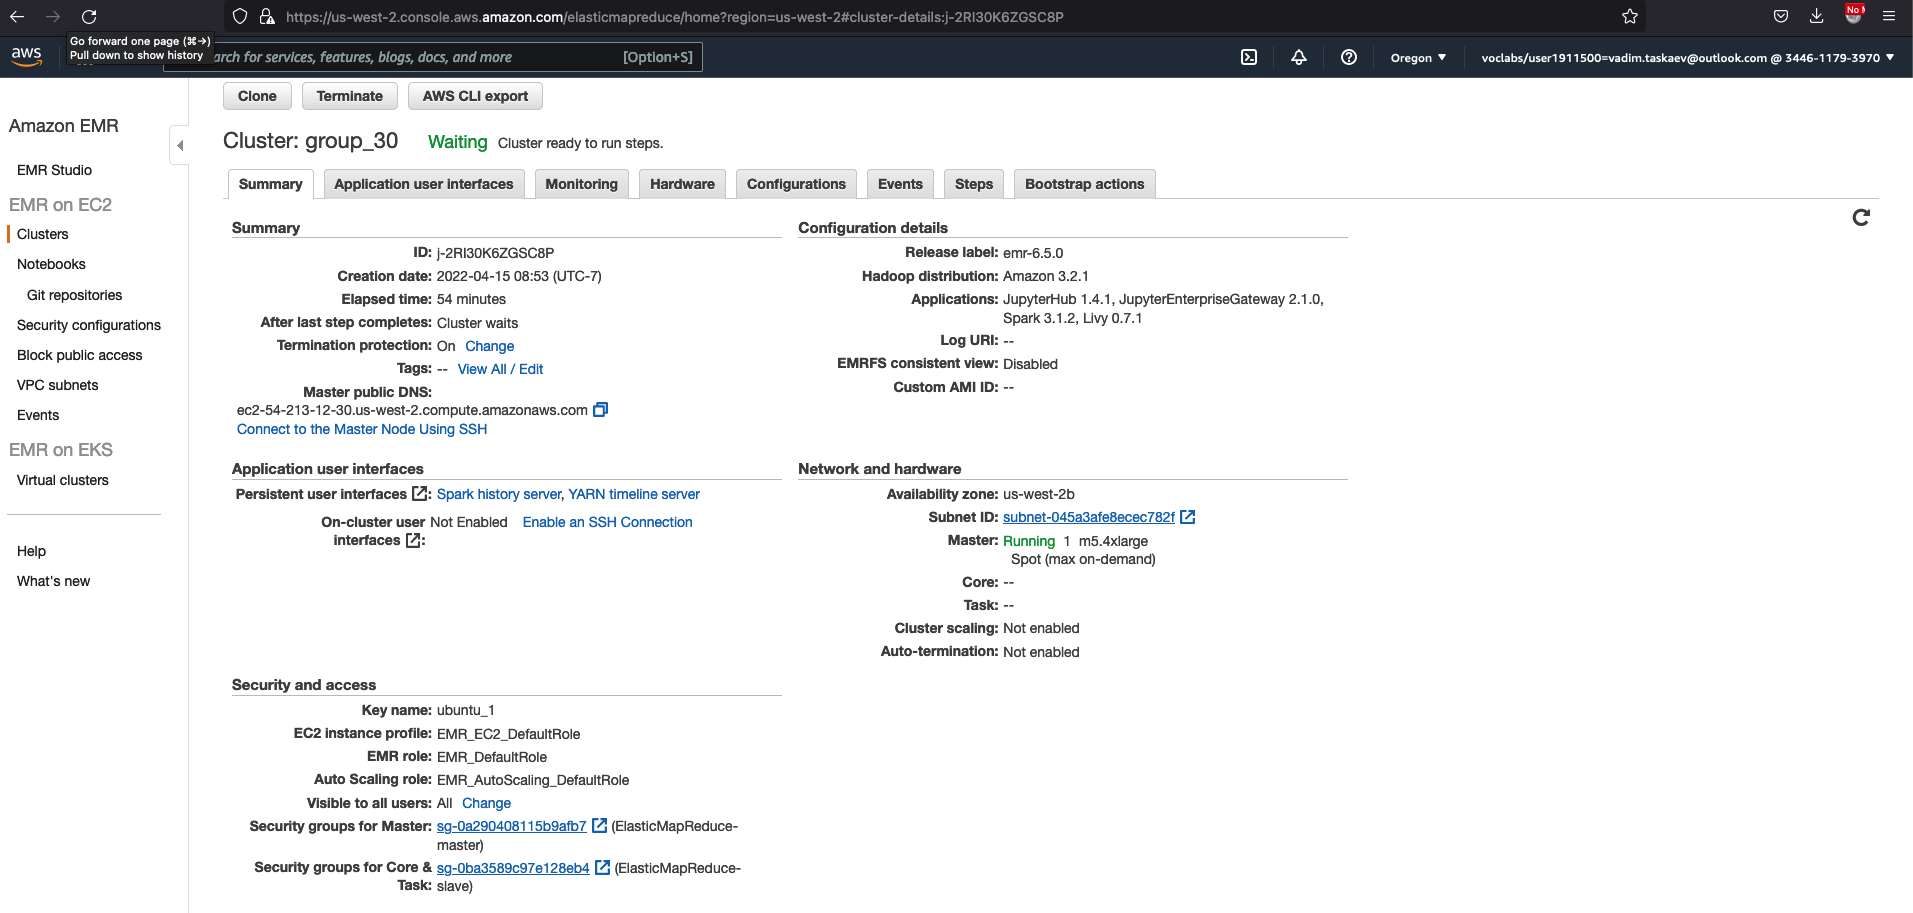 https://us-west-2.console.aws.amazon.com/elasticmapreduce/home?region=us-west-2#cluster-details:j-2RI30K6ZGSC8P
No
Go forward one page (⌘→)
Pull down to show history
aws
arch for services, features, blogs, docs, and more [Option+S]
Oregon ▼
voclabs/user1911500=vadim.taskaev@outlook.com @ 3446-1179-3970 ▼
Amazon EMR
EMR Studio
EMR on EC2
Clusters
Notebooks
Git repositories
Security configurations
Block public access
VPC subnets
Events
EMR on EKS
Virtual clusters
Help
What's new
Clone Terminate AWS CLI export
Cluster: group_30 Waiting Cluster ready to run steps.
Summary Application user interfaces Monitoring Hardware Configurations Events Steps Bootstrap actions
Summary
ID: j-2RI30K6ZGSC8P
Creation date: 2022-04-15 08:53 (UTC-7)
Elapsed time: 54 minutes
After last step completes: Cluster waits
Termination protection: On Change
Tags: -- View All / Edit
Master public DNS:
ec2-54-213-12-30.us-west-2.compute.amazonaws.com
Connect to the Master Node Using SSH
Configuration details
Release label: emr-6.5.0
Hadoop distribution: Amazon 3.2.1
Applications: JupyterHub 1.4.1, JupyterEnterpriseGateway 2.1.0,
Spark 3.1.2, Livy 0.7.1
Log URI: --
EMRFS consistent view: Disabled
Custom AMI ID: --
Application user interfaces
Persistent user interfaces : Spark history server, YARN timeline server
On-cluster user Not Enabled Enable an SSH Connection
interfaces :
Network and hardware
Availability zone: us-west-2b
Subnet ID: subnet-045a3afe8ecec782f
Master: Running 1 m5.4xlarge
Spot (max on-demand)
Core: --
Task: --
Cluster scaling: Not enabled
Auto-termination: Not enabled
Security and access
Key name: ubuntu_1
EC2 instance profile: EMR_EC2_DefaultRole
EMR role: EMR_DefaultRole
Auto Scaling role: EMR_AutoScaling_DefaultRole
Visible to all users: All Change
Security groups for Master: sg-0a290408115b9afb7 (ElasticMapReduce-
master)
Security groups for Core & sg-0ba3589c97e128eb4 (ElasticMapReduce-
Task: slave)